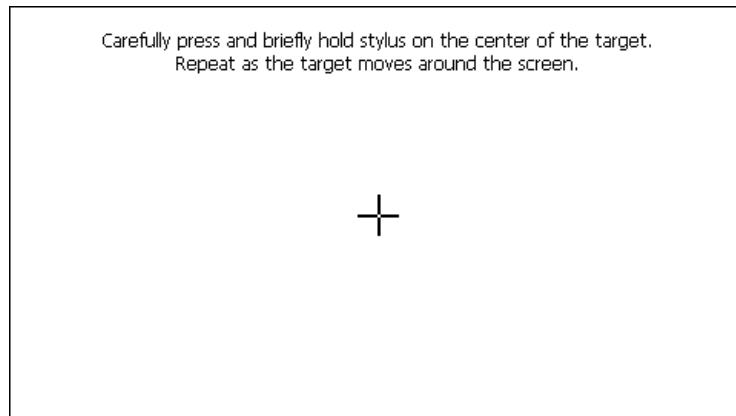 Carefully press and briefly hold stylus on the center of the target.
Repeat as the target moves around the screen.